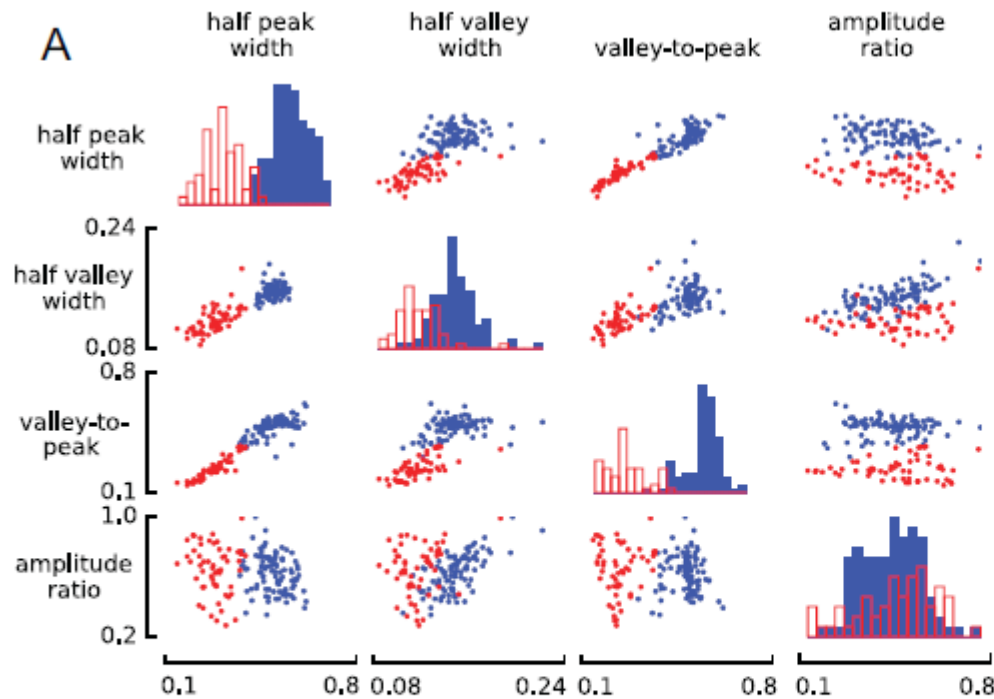 A
half peak
width
half valley
width
valley-to-peak
amplitude
ratio
half peak
width
0.24
half valley
width
0.08
0.8
valley-to-
peak
0.1
1.0
amplitude
ratio
0.2
0.1
0.8
0.08
0.24
0.1
0.8
0.1
0.8